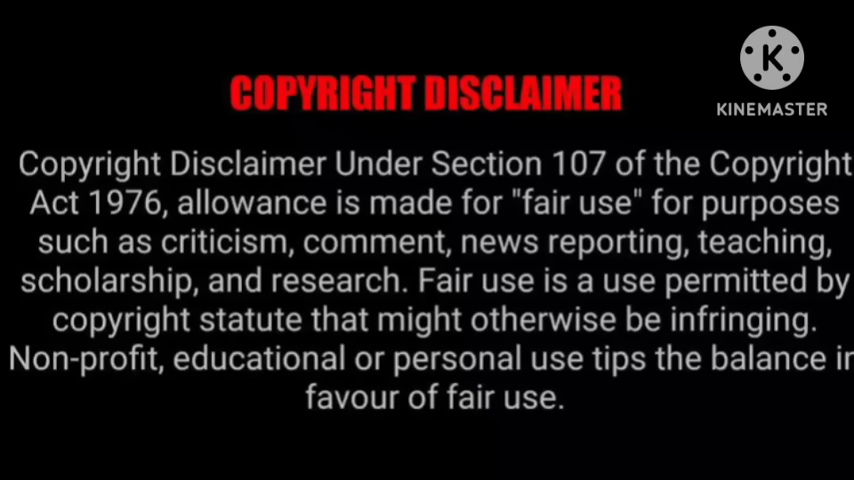 K
KINEMASTER
COPYRIGHT DISCLAIMER
Copyright Disclaimer Under Section 107 of the Copyright
Act 1976, allowance is made for "fair use" for purposes
such as criticism, comment, news reporting, teaching,
scholarship, and research. Fair use is a use permitted by
copyright statute that might otherwise be infringing.
Non-profit, educational or personal use tips the balance in
favour of fair use.